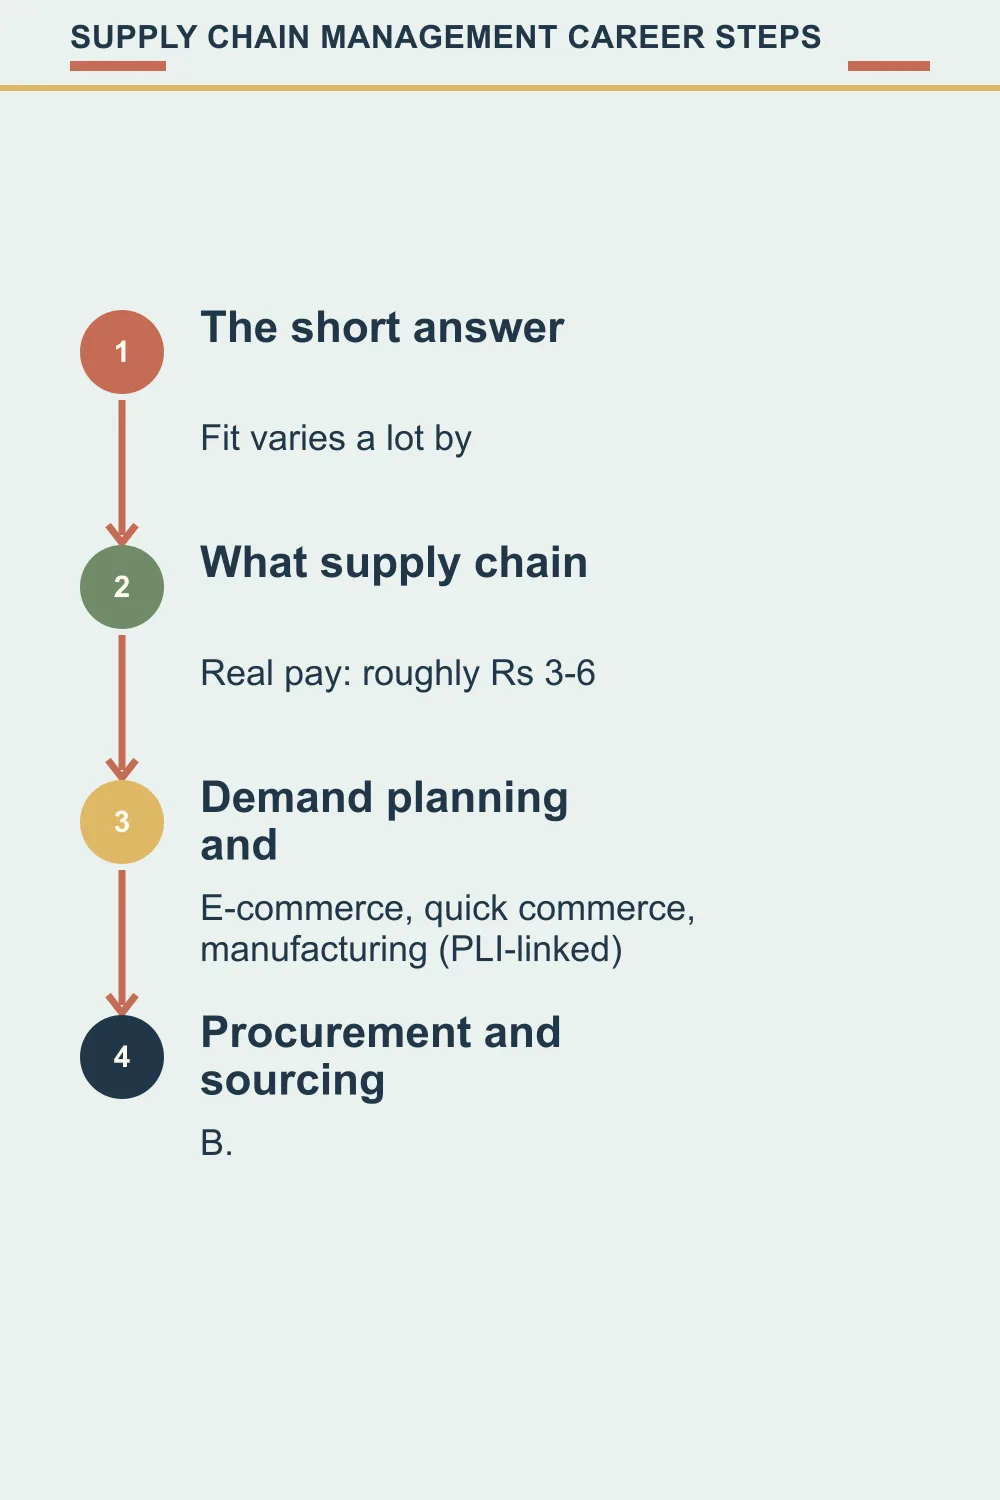 SUPPLY CHAIN MANAGEMENT CAREER STEPS
1
The short answer
Fit varies a lot by
2
What supply chain
Real pay: roughly Rs 3-6
3
Demand planning
and
E-commerce, quick commerce,
manufacturing (PLI-linked)
4
Procurement and
sourcing
B.